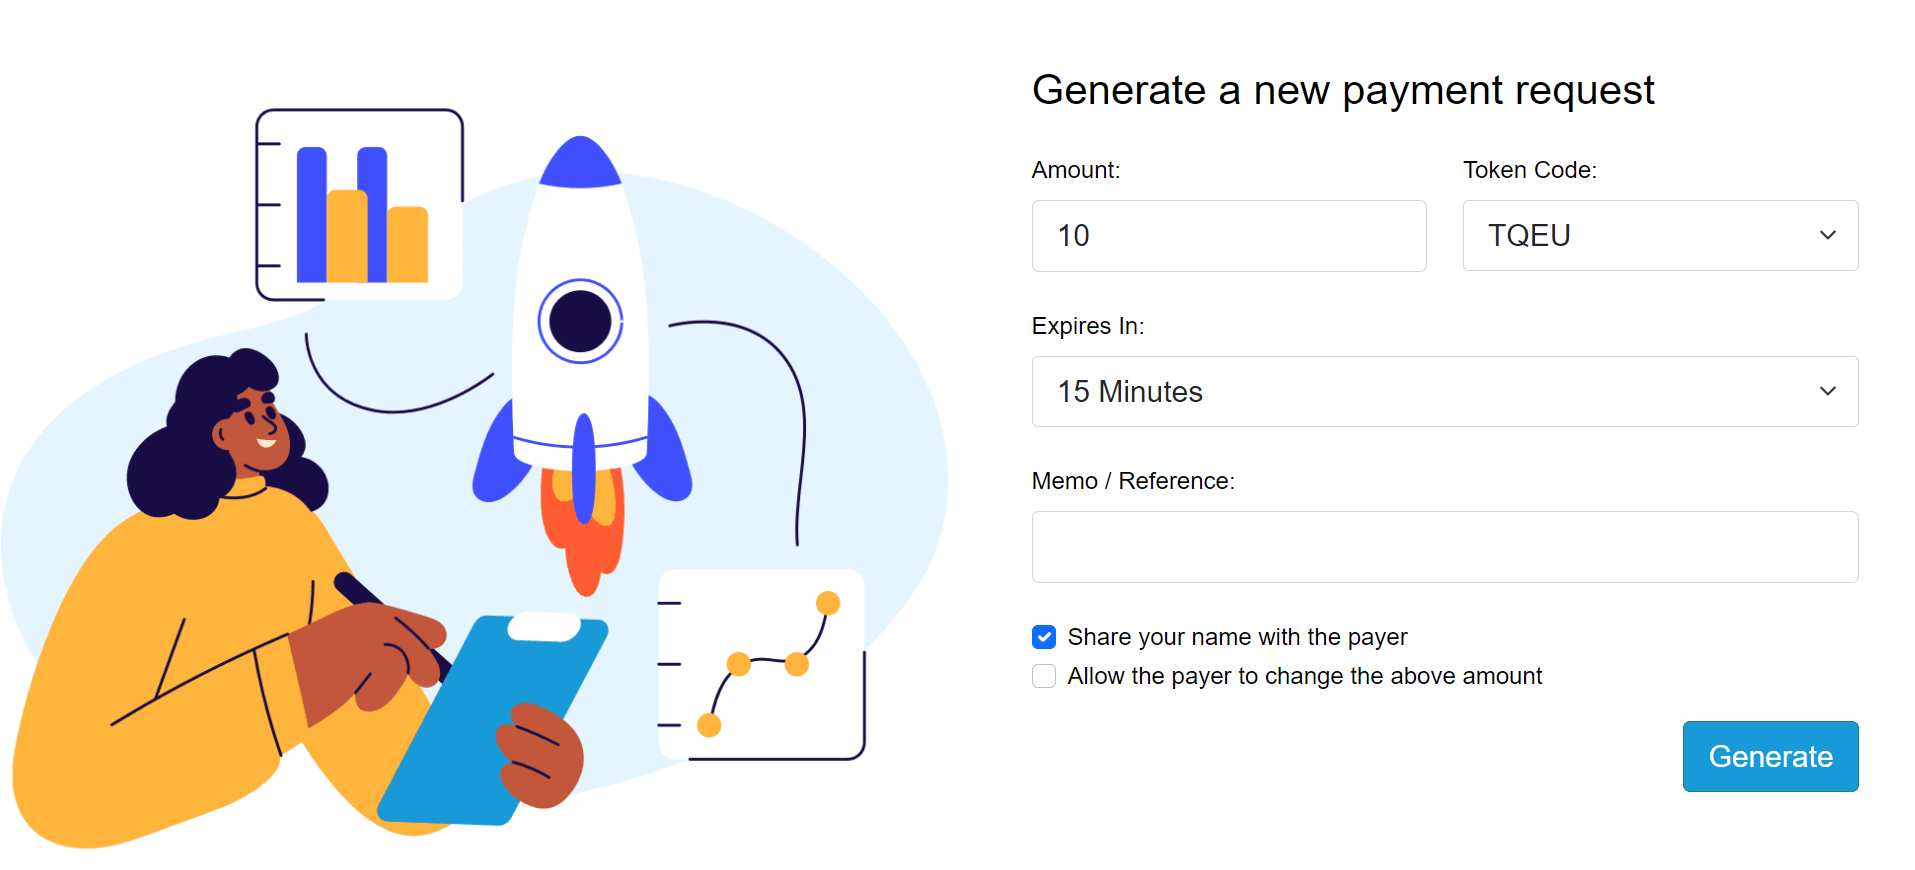 Generate a new payment request
Amount:
Token Code:
10
TQEU
Expires In:
15 Minutes
Memo / Reference:
Share your name with the payer
Allow the payer to change the above amount
Generate